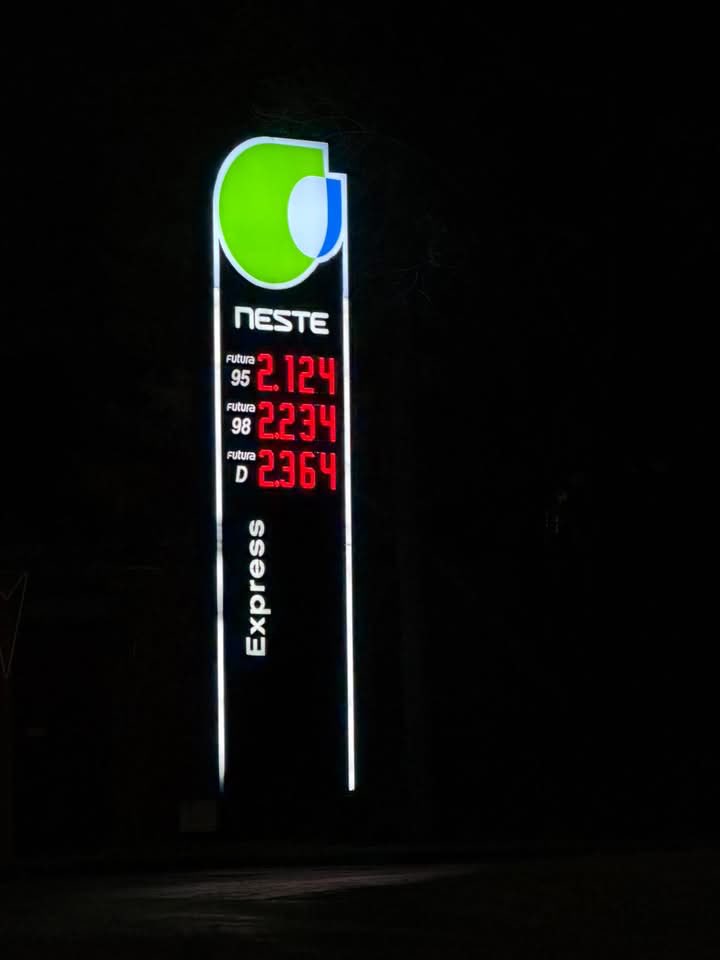 NESTE
Futura
95 2.124
Futura
98 2.234
Futura
D 2.364
Express